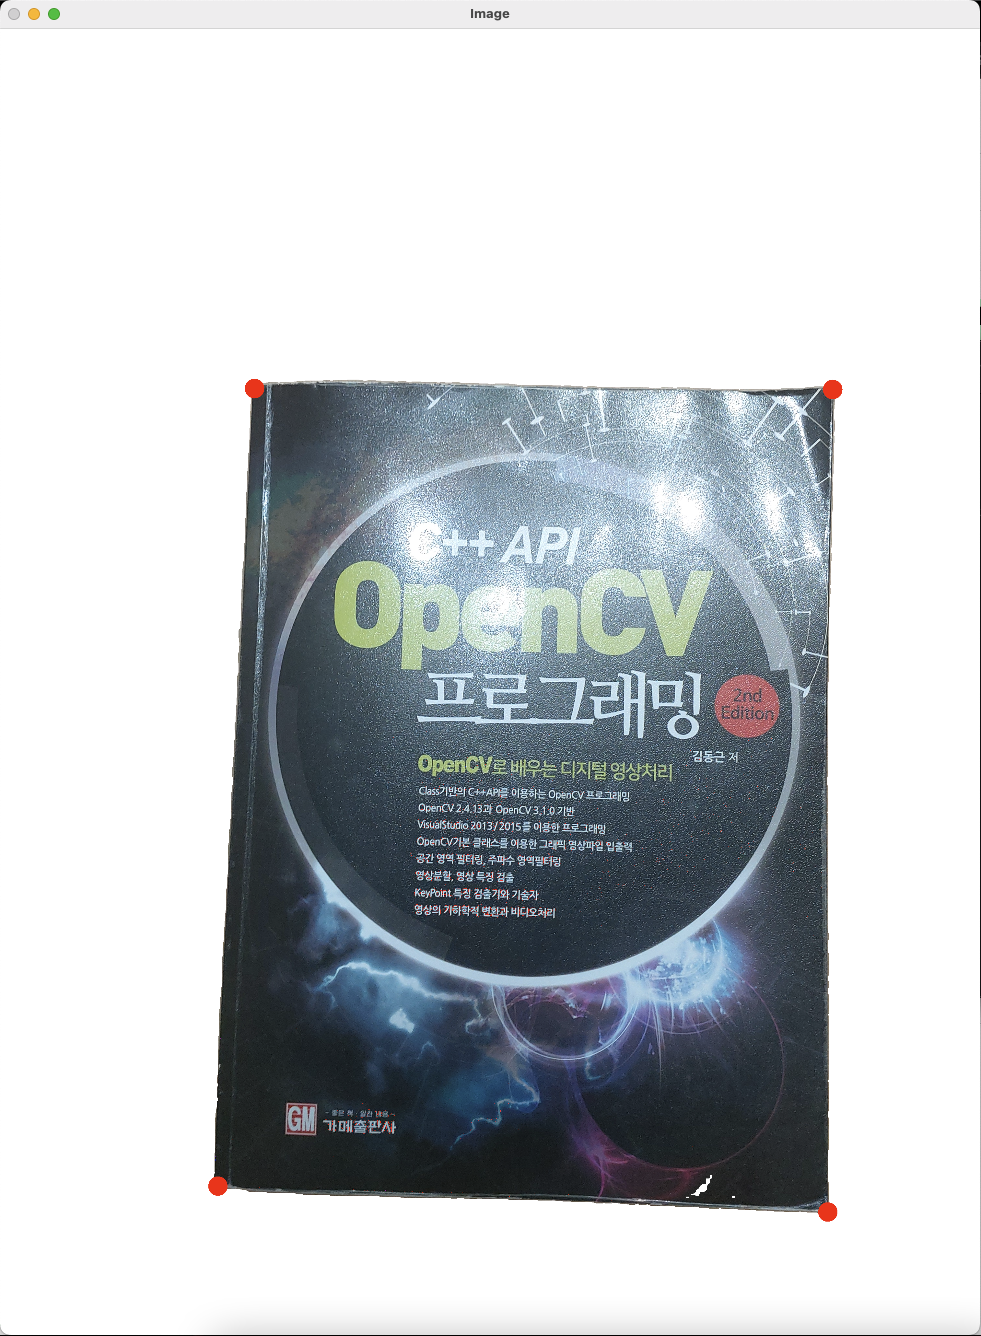 Image
C++ API
OpenCV
프로그래밍
2nd
Edition
김동근 저
OpenCV로 배우는 디지털 영상처리
Class기반의 C++API를 이용하는 OpenCV 프로그래밍
OpenCV 2.4.13과 OpenCV 3.1.0 기반
VisualStudio 2013 / 2015를 이용한 프로그래밍
OpenCV기본 클래스를 이용한 그래픽 영상파일 입출력
공간 영역 필터링, 주파수 영역필터링
영상분할, 영상 특징 검출
KeyPoint 특징 검출기와 기술자
영상의 기하학적 변환과 비디오처리
GM
가메출판사